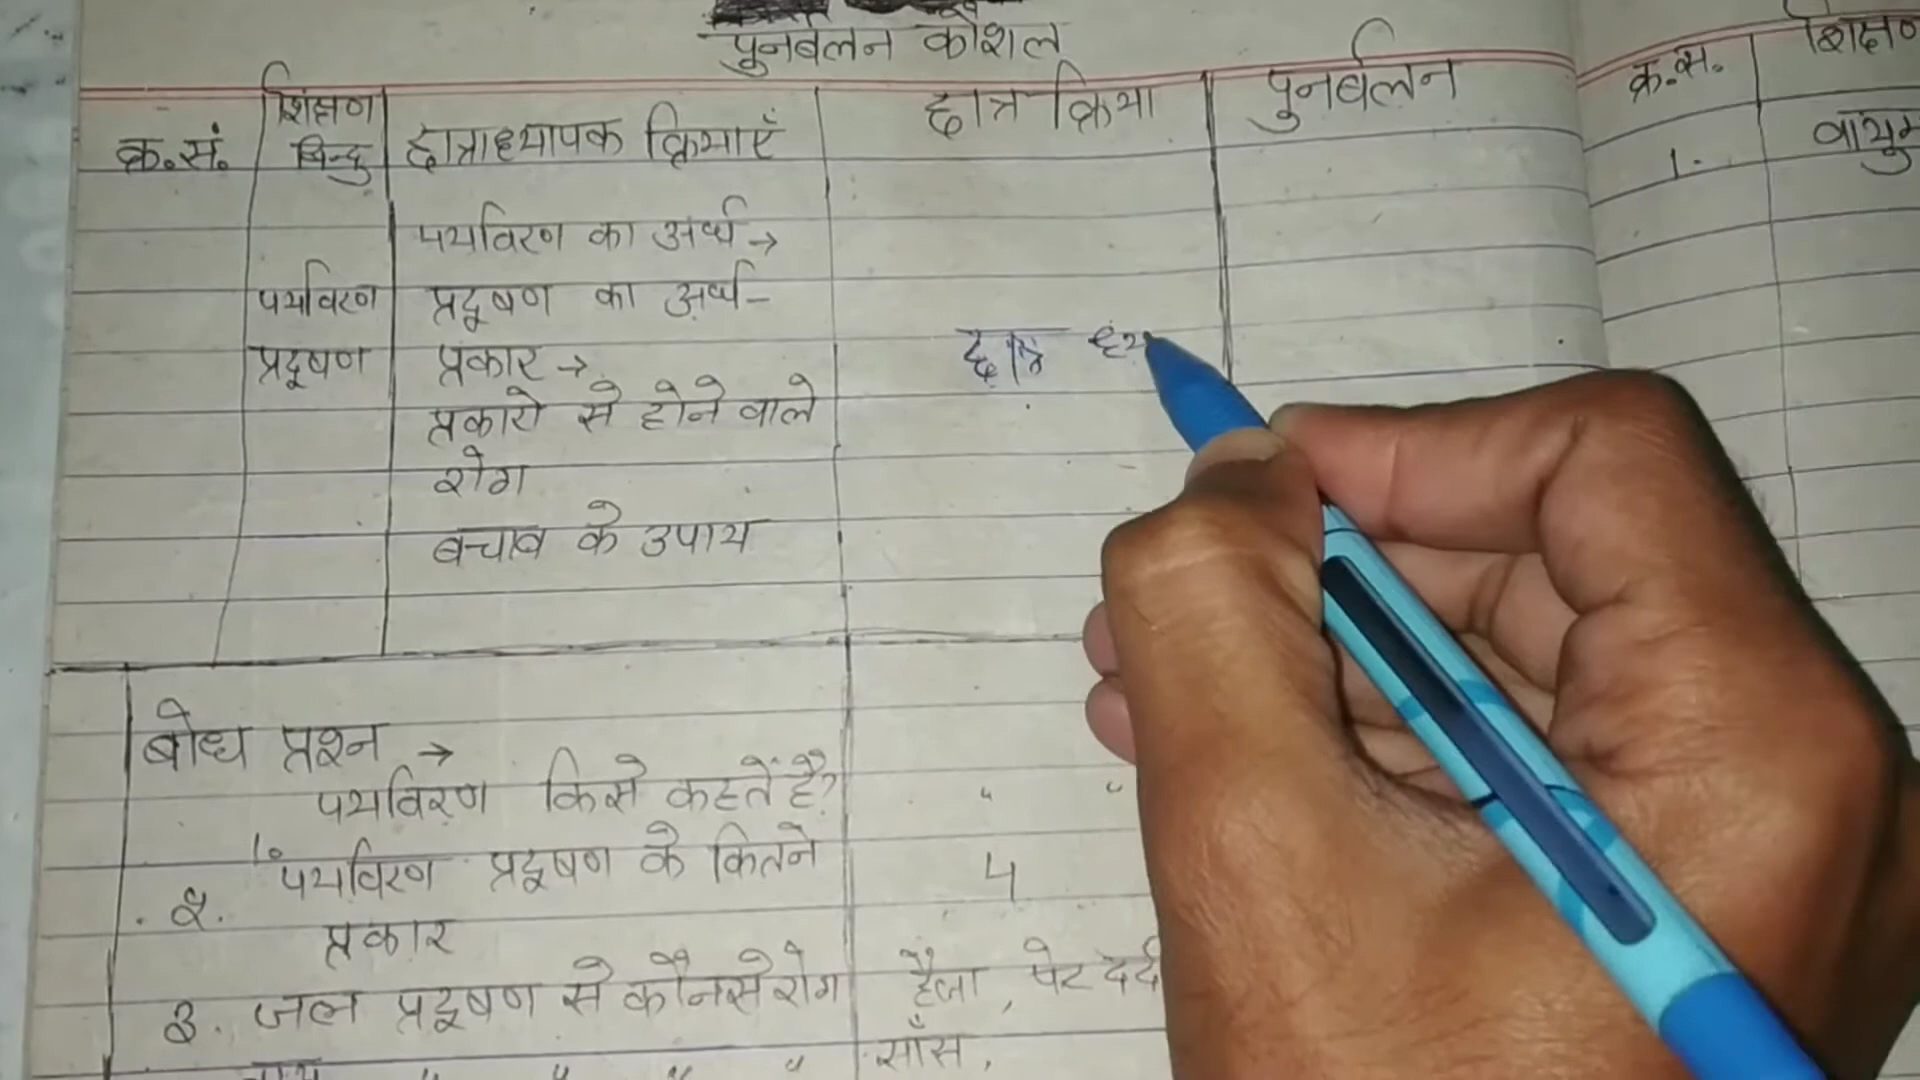 पुनर्बलन कौशल
क्र.सं. शिक्षण बिन्दु छात्राध्यापक क्रियाएँ छात्र क्रिया पुनर्बलन
पर्यावरण का अर्थ →
पर्यावरण प्रदूषण का अर्थ -
प्रदूषण प्रकार → छात्र ध्य
प्रकारो से होने वाले
रोग
बचाव के उपाय
बोध प्रश्न →
1. पर्यावरण किसे कहतें है? " "
2. पर्यावरण प्रदूषण के कितने 4
प्रकार
3. जल प्रदूषण से कौनसे रोग हैजा, पेट दर्द
" " " " साँस,
क्र.स. शिक्षण
1. वायुम